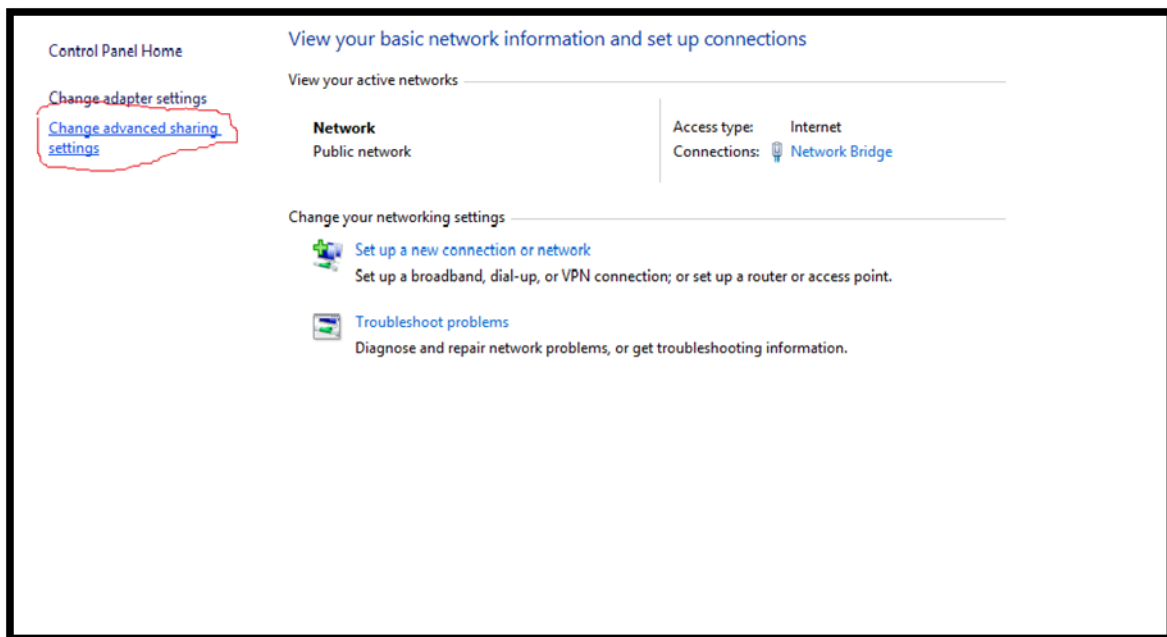 Control Panel Home
Change adapter settings
Change advanced sharing
settings
View your basic network information and set up connections
View your active networks
Network
Public network
Access type: Internet
Connections: Network Bridge
Change your networking settings
Set up a new connection or network
Set up a broadband, dial-up, or VPN connection; or set up a router or access point.
Troubleshoot problems
Diagnose and repair network problems, or get troubleshooting information.